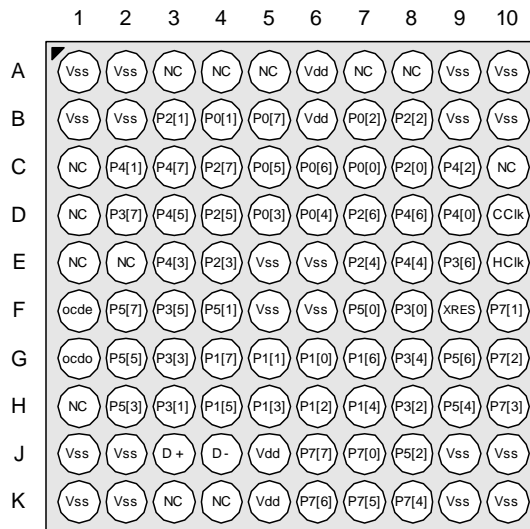 1 2 3 4 5 6 7 8 9 10
A Vss Vss NC NC NC Vdd NC NC Vss Vss
B Vss Vss P2[1] P0[1] P0[7] Vdd P0[2] P2[2] Vss Vss
C NC P4[1] P4[7] P2[7] P0[5] P0[6] P0[0] P2[0] P4[2] NC
D NC P3[7] P4[5] P2[5] P0[3] P0[4] P2[6] P4[6] P4[0] CClk
E NC NC P4[3] P2[3] Vss Vss P2[4] P4[4] P3[6] HClk
F ocde P5[7] P3[5] P5[1] Vss Vss P5[0] P3[0] XRES P7[1]
G ocdo P5[5] P3[3] P1[7] P1[1] P1[0] P1[6] P3[4] P5[6] P7[2]
H NC P5[3] P3[1] P1[5] P1[3] P1[2] P1[4] P3[2] P5[4] P7[3]
J Vss Vss D + D - Vdd P7[7] P7[0] P5[2] Vss Vss
K Vss Vss NC NC Vdd P7[6] P7[5] P7[4] Vss Vss